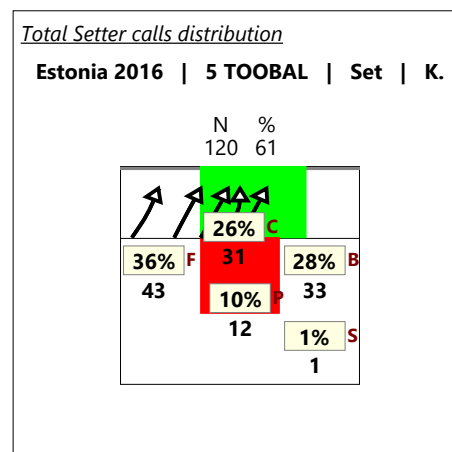 Total Setter calls distribution
Estonia 2016 | 5 TOOBAL | Set | K.
N %
120 61
26% C
31
36% F
43
28% B
33
10% P
12
1% S
1